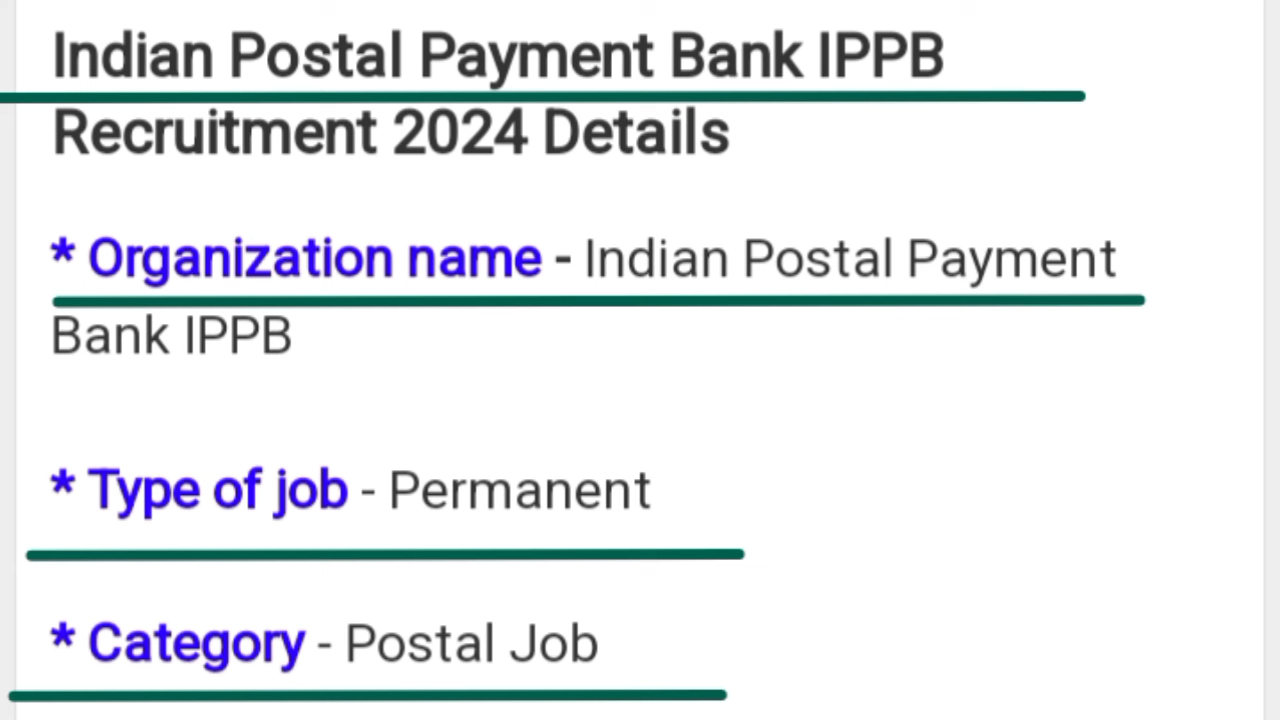 Indian Postal Payment Bank IPPB
Recruitment 2024 Details
* Organization name - Indian Postal Payment
Bank IPPB
* Type of job - Permanent
* Category - Postal Job